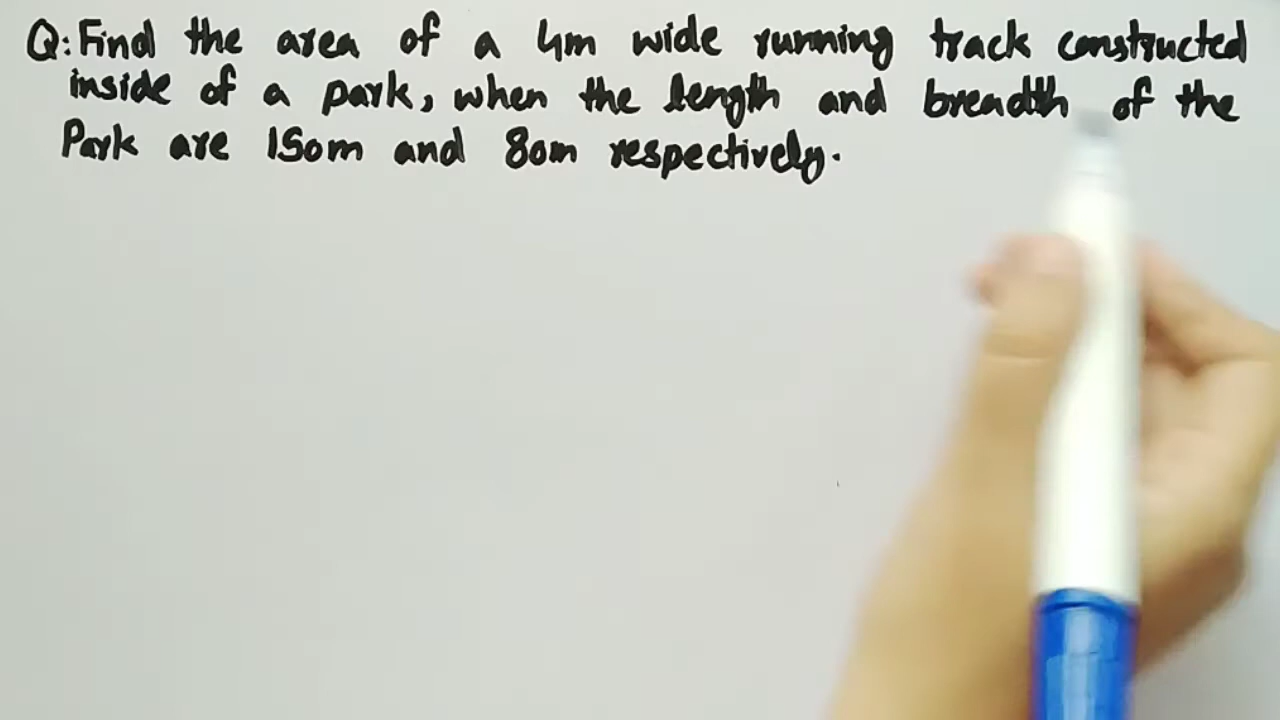 Q: Find the area of a 4m wide running track constructed
inside of a park, when the length and breadth of the
Park are 150m and 80m respectively.